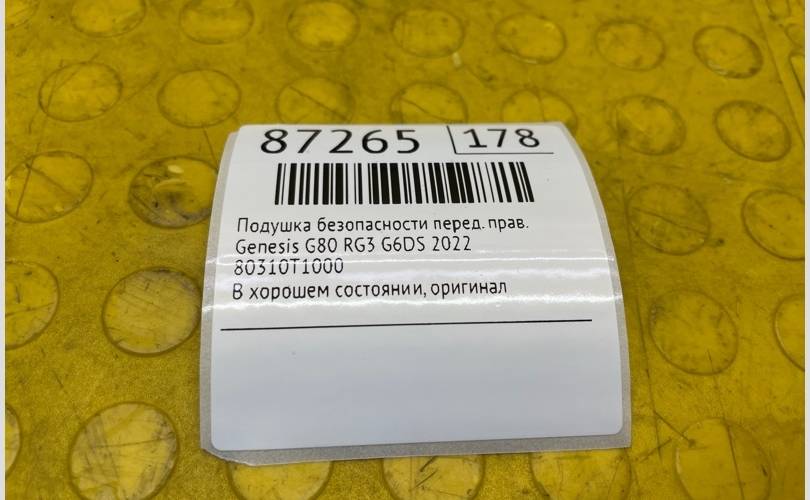 87265 178
Подушка безопасности перед. прав.
Genesis G80 RG3 G6DS 2022
80310T1000
В хорошем состоянии, оригинал